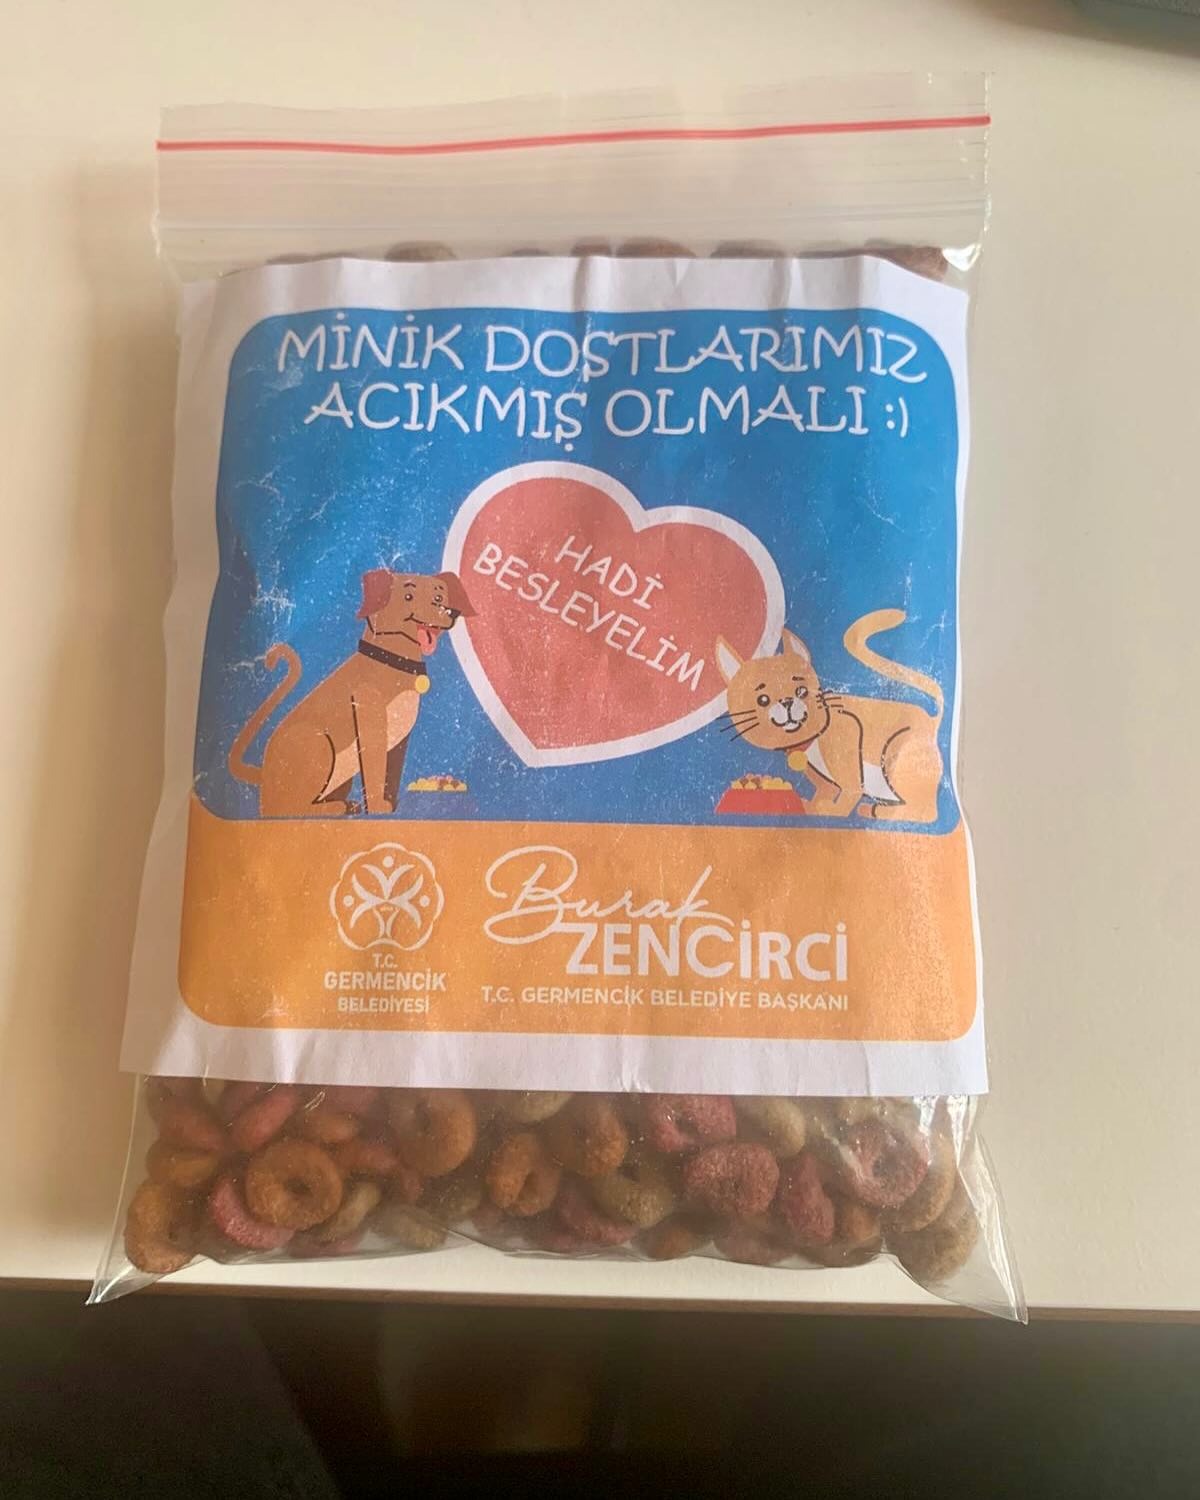 MİNİK DOSTLARIMIZ
ACIKMIŞ OLMALI :)
HADİ
BESLEYELİM
T.C.
GERMENCİK
BELEDİYESİ
Burak
ZENCİRCİ
T.C. GERMENCİK BELEDİYE BAŞKANI